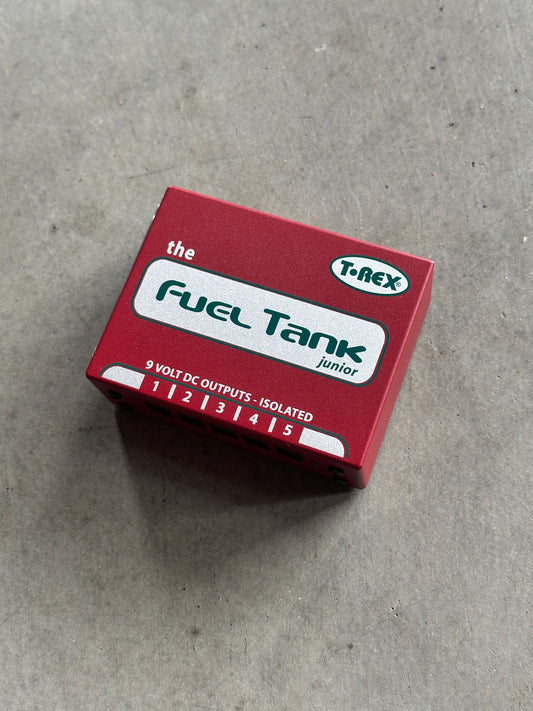 the
T·REX®
Fuel Tank
junior
9 VOLT DC OUTPUTS - ISOLATED
1 | 2 | 3 | 4 | 5